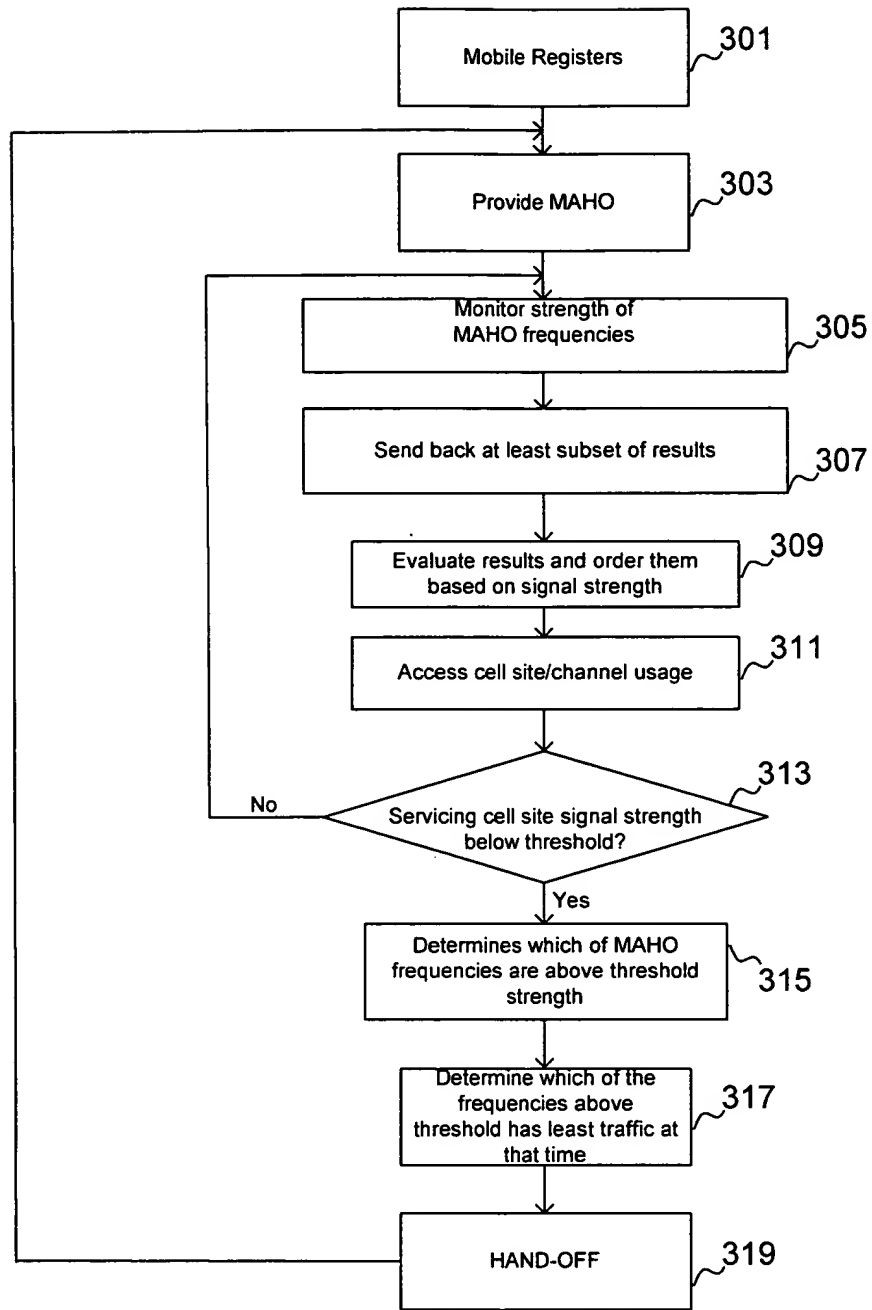 Mobile Registers
301
Provide MAHO
303
Monitor strength of
MAHO frequencies
305
Send back at least subset of results
307
Evaluate results and order them
based on signal strength
309
Access cell site/channel usage
311
Servicing cell site signal strength
below threshold?
313
No
Yes
Determines which of MAHO
frequencies are above threshold
strength
315
Determine which of the
frequencies above
threshold has least traffic at
that time
317
HAND-OFF
319